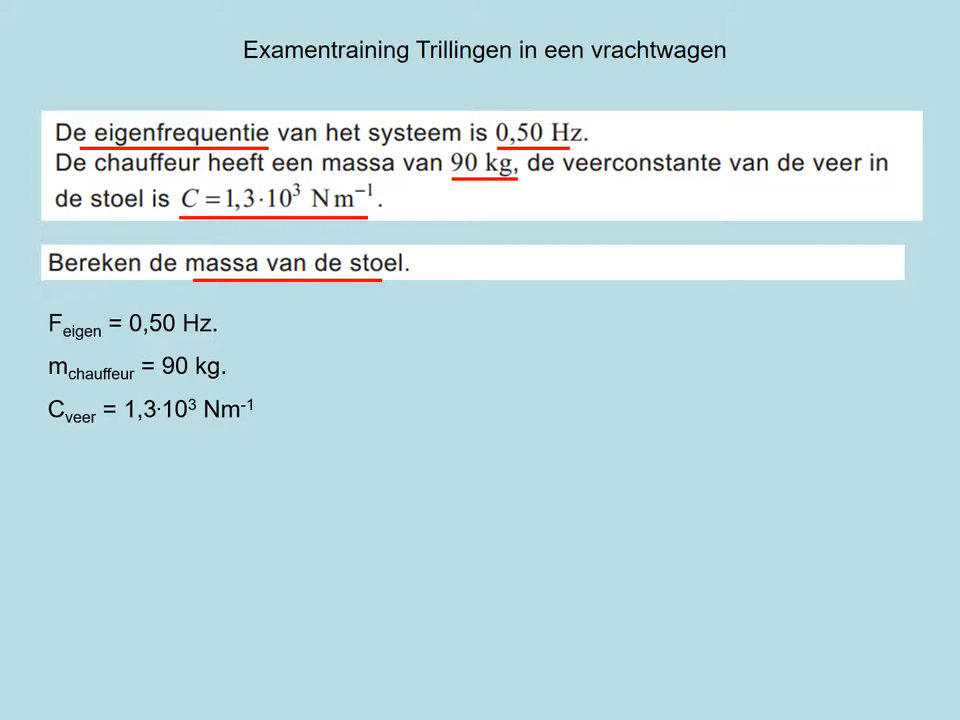 Examentraining Trillingen in een vrachtwagen
De eigenfrequentie van het systeem is 0,50 Hz.
De chauffeur heeft een massa van 90 kg, de veerconstante van de veer in
de stoel is C = 1,3·10³ N m⁻¹.
Bereken de massa van de stoel.
Feigen = 0,50 Hz.
mchauffeur = 90 kg.
Cveer = 1,3·10³ Nm⁻¹